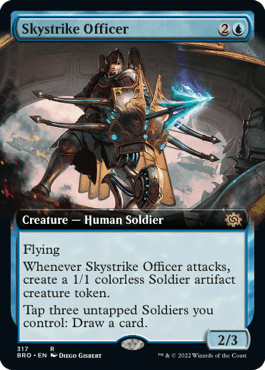 Skystrike Officer 2
Creature — Human Soldier
Flying
Whenever Skystrike Officer attacks,
create a 1/1 colorless Soldier artifact
creature token.
Tap three untapped Soldiers you
control: Draw a card.
2/3
317 R
BRO • EN DIEGO GISBERT ™ & © 2022 Wizards of the Coast